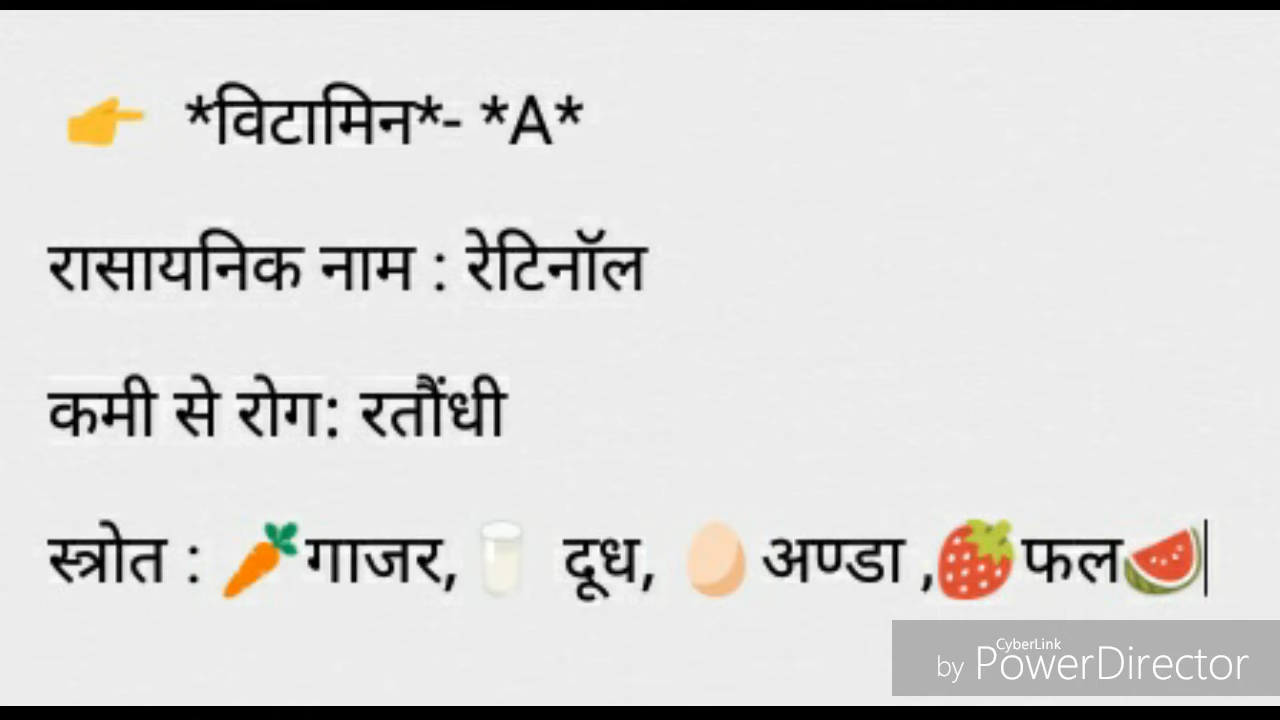 👉 *विटामिन*- *A*
रासायनिक नाम : रेटिनॉल
कमी से रोग: रतौंधी
स्त्रोत : 🥕गाजर,🥛 दूध, 🥚 अण्डा ,🍓फल🍉
CyberLink
by PowerDirector